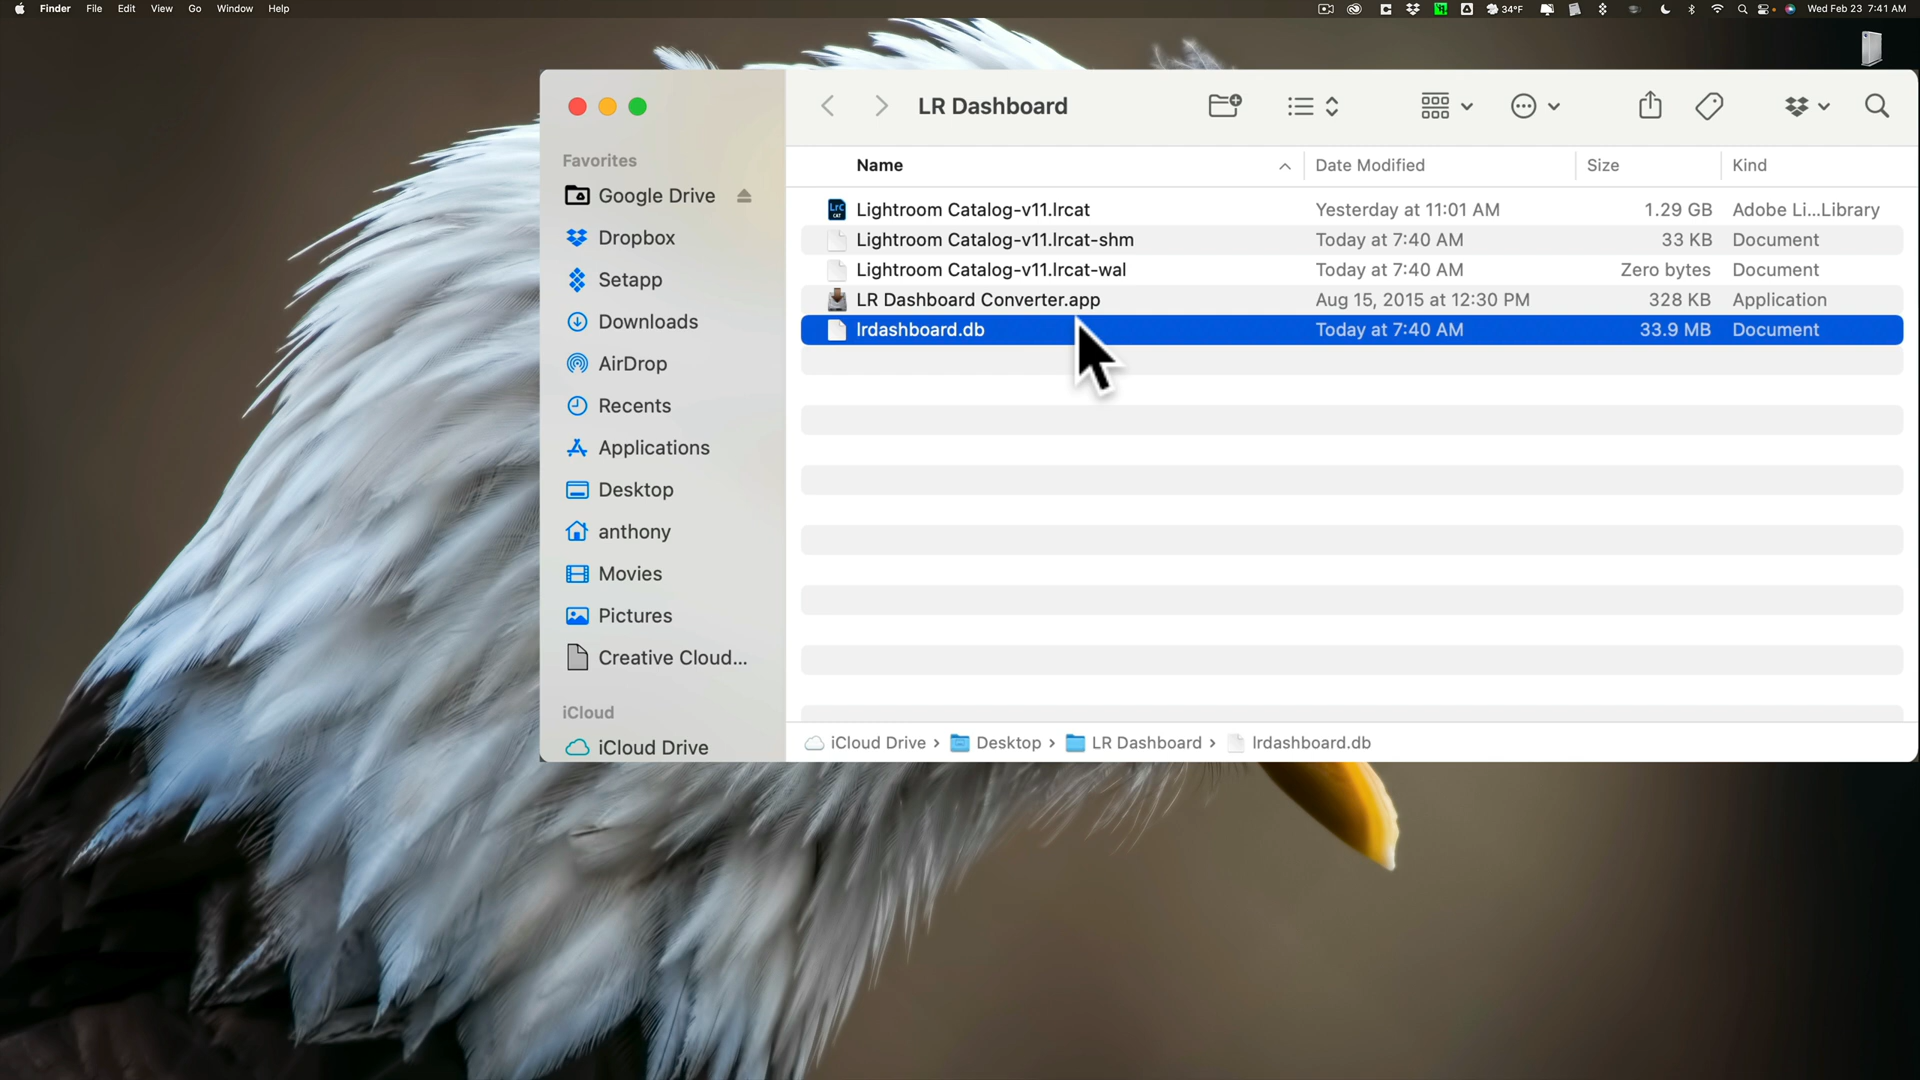 Finder File Edit View Go Window Help 34°F Wed Feb 23 7:41 AM
LR Dashboard
Favorites
Google Drive
Dropbox
Setapp
Downloads
AirDrop
Recents
Applications
Desktop
anthony
Movies
Pictures
Creative Cloud...
iCloud
iCloud Drive
Name Date Modified Size Kind
Lightroom Catalog-v11.lrcat Yesterday at 11:01 AM 1.29 GB Adobe Li...Library
Lightroom Catalog-v11.lrcat-shm Today at 7:40 AM 33 KB Document
Lightroom Catalog-v11.lrcat-wal Today at 7:40 AM Zero bytes Document
LR Dashboard Converter.app Aug 15, 2015 at 12:30 PM 328 KB Application
lrdashboard.db Today at 7:40 AM 33.9 MB Document
iCloud Drive › Desktop › LR Dashboard › lrdashboard.db